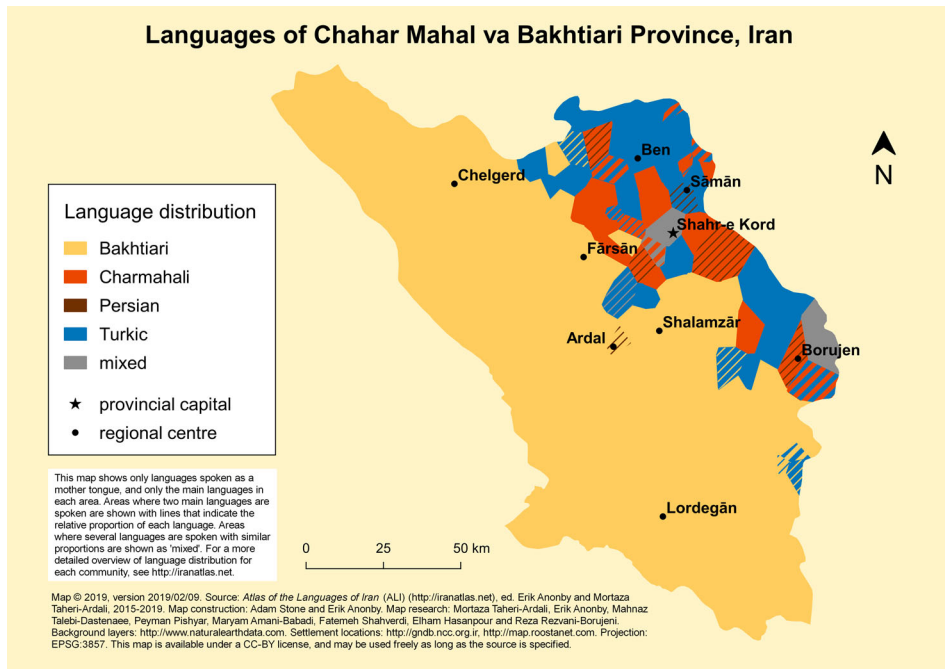 Languages of Chahar Mahal va Bakhtiari Province, Iran
N
Ben
Chelgerd
Sāmān
Shahr-e Kord
Fārsān
Shalamzār
Ardal
Borujen
Lordegān
Language distribution
Bakhtiari
Charmahali
Persian
Turkic
mixed
provincial capital
regional centre
This map shows only languages spoken as a
mother tongue, and only the main languages in
each area. Areas where two main languages are
spoken are shown with lines that indicate the
relative proportion of each language. Areas
where several languages are spoken with similar
proportions are shown as 'mixed'. For a more
detailed overview of language distribution for
each community, see http://iranatlas.net.
0 25 50 km
Map © 2019, version 2019/02/09. Source: Atlas of the Languages of Iran (ALI) (http://iranatlas.net), ed. Erik Anonby and Mortaza
Taheri-Ardali, 2015-2019. Map construction: Adam Stone and Erik Anonby. Map research: Mortaza Taheri-Ardali, Erik Anonby, Mahnaz
Talebi-Dastenaee, Peyman Pishyar, Maryam Amani-Babadi, Fatemeh Shahverdi, Elham Hasanpour and Reza Rezvani-Borujeni.
Background layers: http://www.naturalearthdata.com. Settlement locations: http://gndb.ncc.org.ir, http://map.roostanet.com. Projection:
EPSG:3857. This map is available under a CC-BY license, and may be used freely as long as the source is specified.